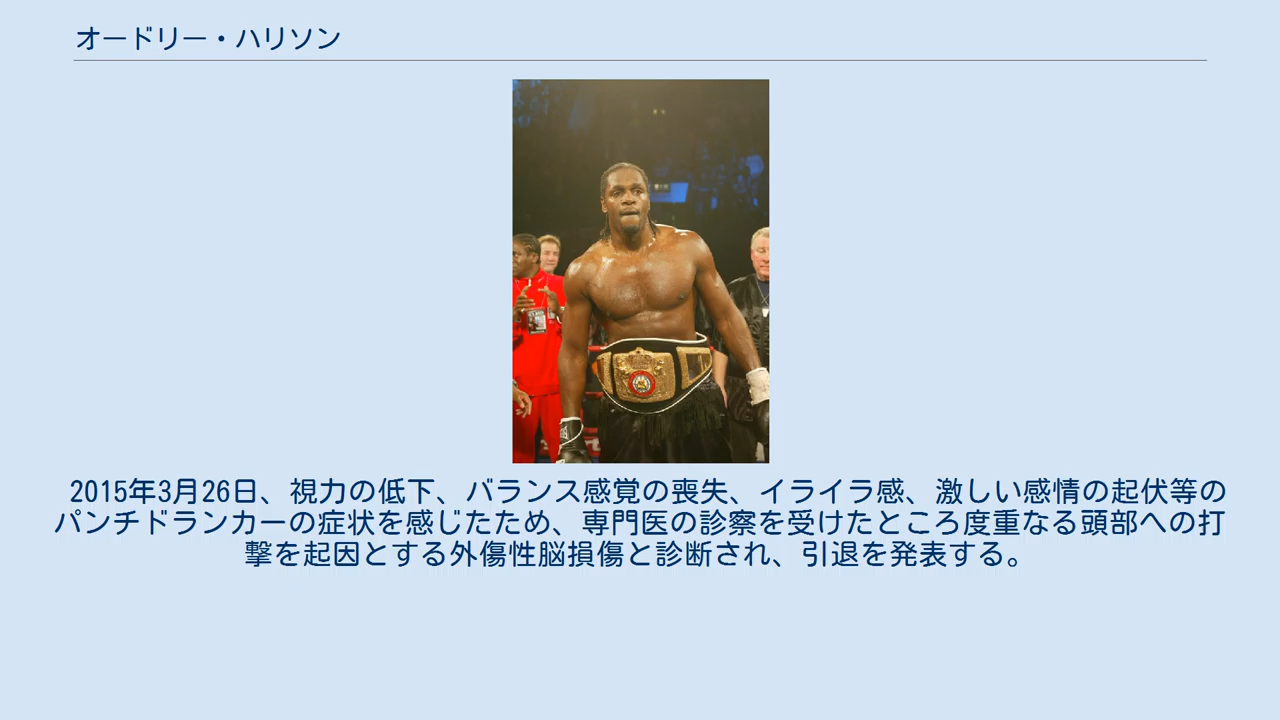 オードリー・ハリソン
2015年3月26日、視力の低下、バランス感覚の喪失、イライラ感、激しい感情の起伏等の
パンチドランカーの症状を感じたため、専門医の診察を受けたところ度重なる頭部への打
撃を起因とする外傷性脳損傷と診断され、引退を発表する。